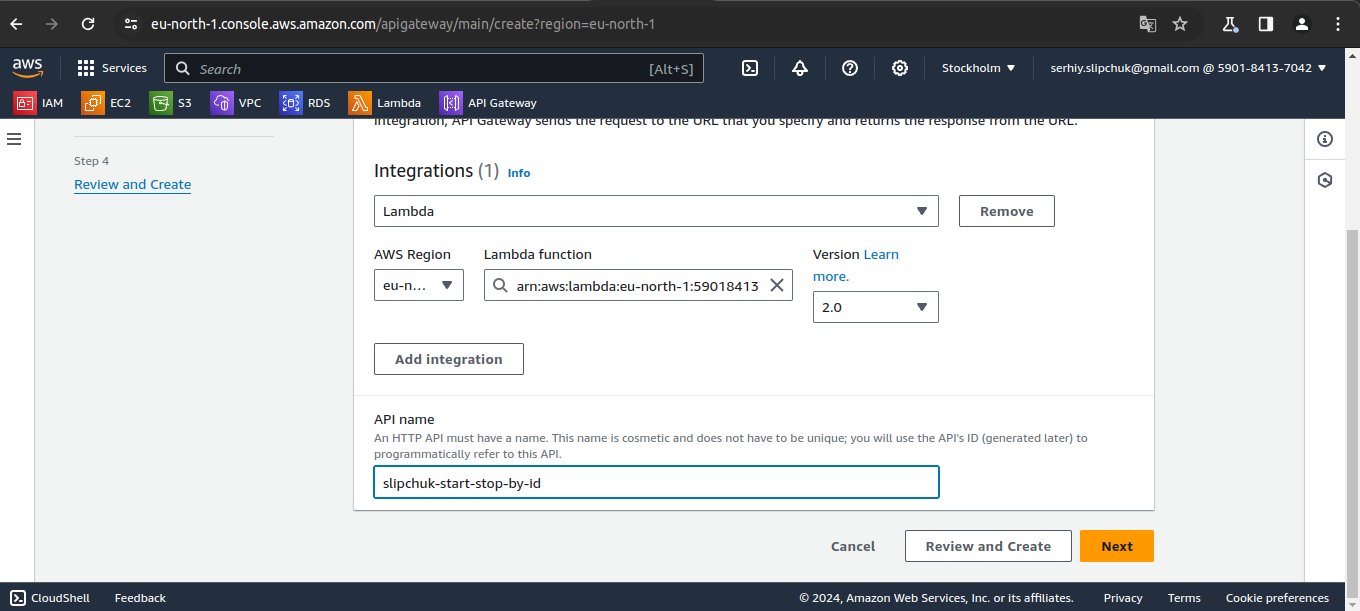 eu-north-1.console.aws.amazon.com/apigateway/main/create?region=eu-north-1
aws
Services
Search
[Alt+S]
Stockholm
serhiy.slipchuk@gmail.com @ 5901-8413-7042
IAM
EC2
S3
VPC
RDS
Lambda
API Gateway
Integration, API Gateway sends the request to the URL that you specify and returns the response from the URL.
Step 4
Review and Create
Integrations (1) Info
Lambda
Remove
AWS Region
Lambda function
Version Learn
more.
eu-n...
arn:aws:lambda:eu-north-1:59018413
2.0
Add integration
API name
An HTTP API must have a name. This name is cosmetic and does not have to be unique; you will use the API's ID (generated later) to
programmatically refer to this API.
slipchuk-start-stop-by-id
Cancel
Review and Create
Next
CloudShell
Feedback
© 2024, Amazon Web Services, Inc. or its affiliates.
Privacy
Terms
Cookie preferences